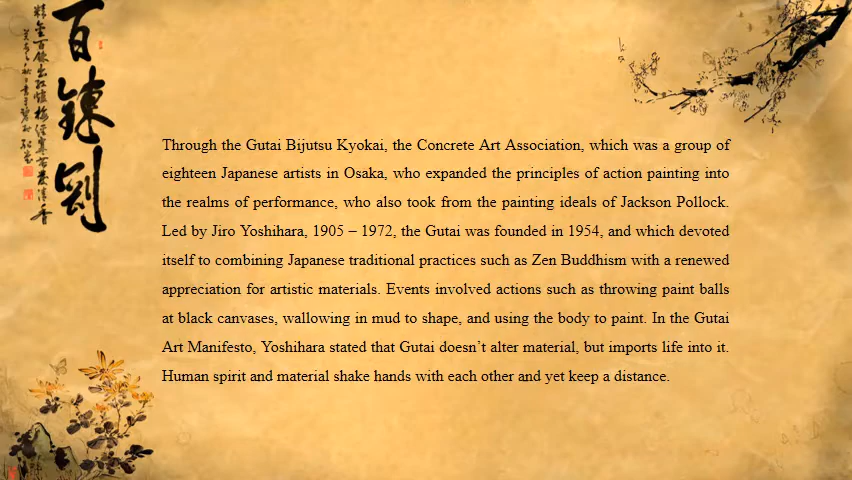 百鍊剑
Through the Gutai Bijutsu Kyokai, the Concrete Art Association, which was a group of
eighteen Japanese artists in Osaka, who expanded the principles of action painting into
the realms of performance, who also took from the painting ideals of Jackson Pollock.
Led by Jiro Yoshihara, 1905 – 1972, the Gutai was founded in 1954, and which devoted
itself to combining Japanese traditional practices such as Zen Buddhism with a renewed
appreciation for artistic materials. Events involved actions such as throwing paint balls
at black canvases, wallowing in mud to shape, and using the body to paint. In the Gutai
Art Manifesto, Yoshihara stated that Gutai doesn’t alter material, but imports life into it.
Human spirit and material shake hands with each other and yet keep a distance.